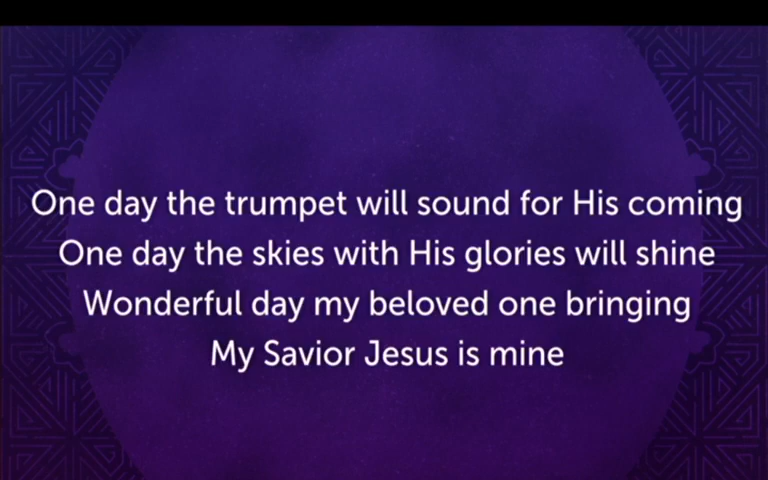 One day the trumpet will sound for His coming
One day the skies with His glories will shine
Wonderful day my beloved one bringing
My Savior Jesus is mine